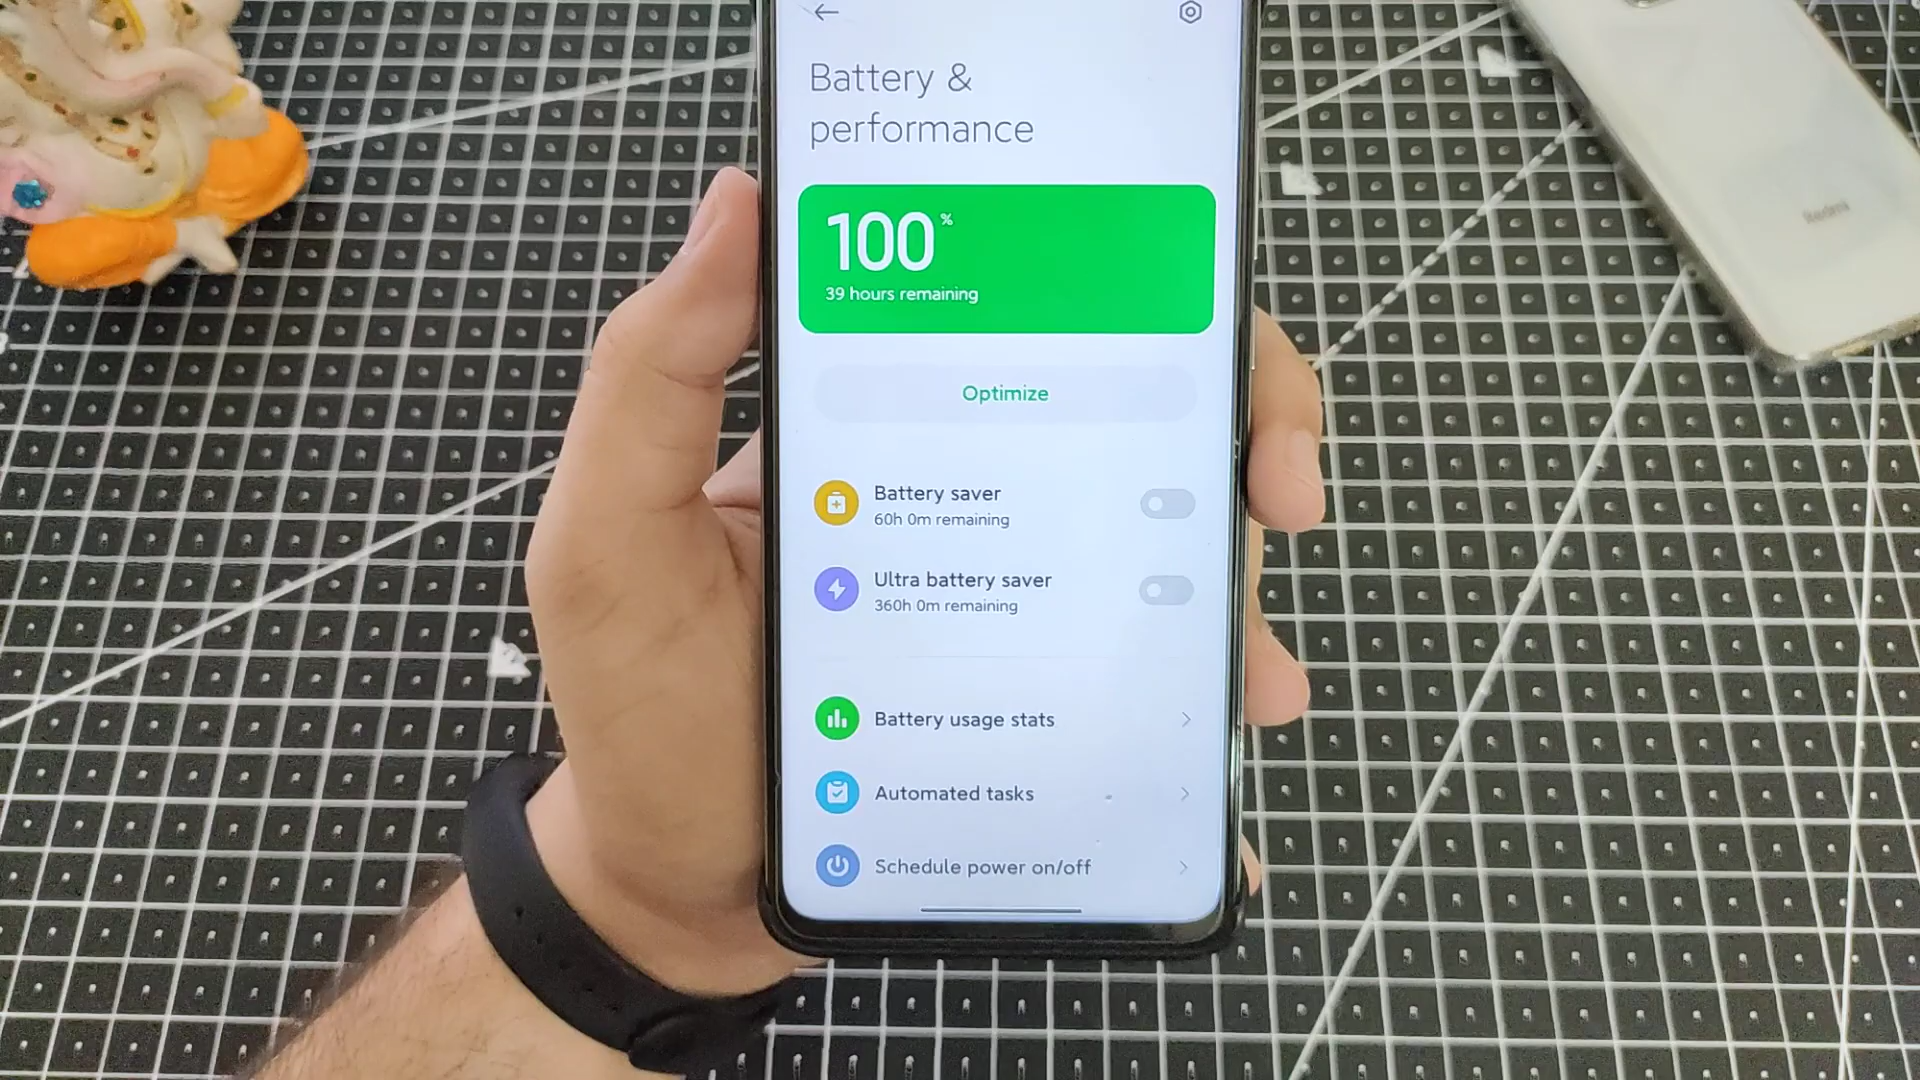 Battery &
performance
100%
39 hours remaining
Optimize
Battery saver
60h 0m remaining
Ultra battery saver
360h 0m remaining
Battery usage stats
Automated tasks
Schedule power on/off
Redmi